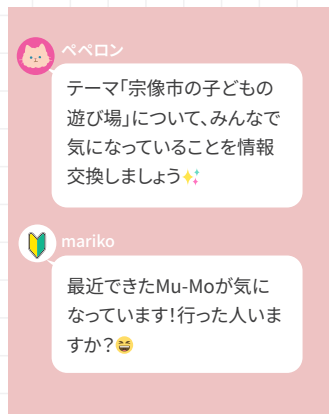 ペペロン
テーマ「宗像市の子どもの
遊び場」について、みんなで
気になっていることを情報
交換しましょう✨
mariko
最近できたMu-Moが気に
なっています！行った人いま
すか？😆